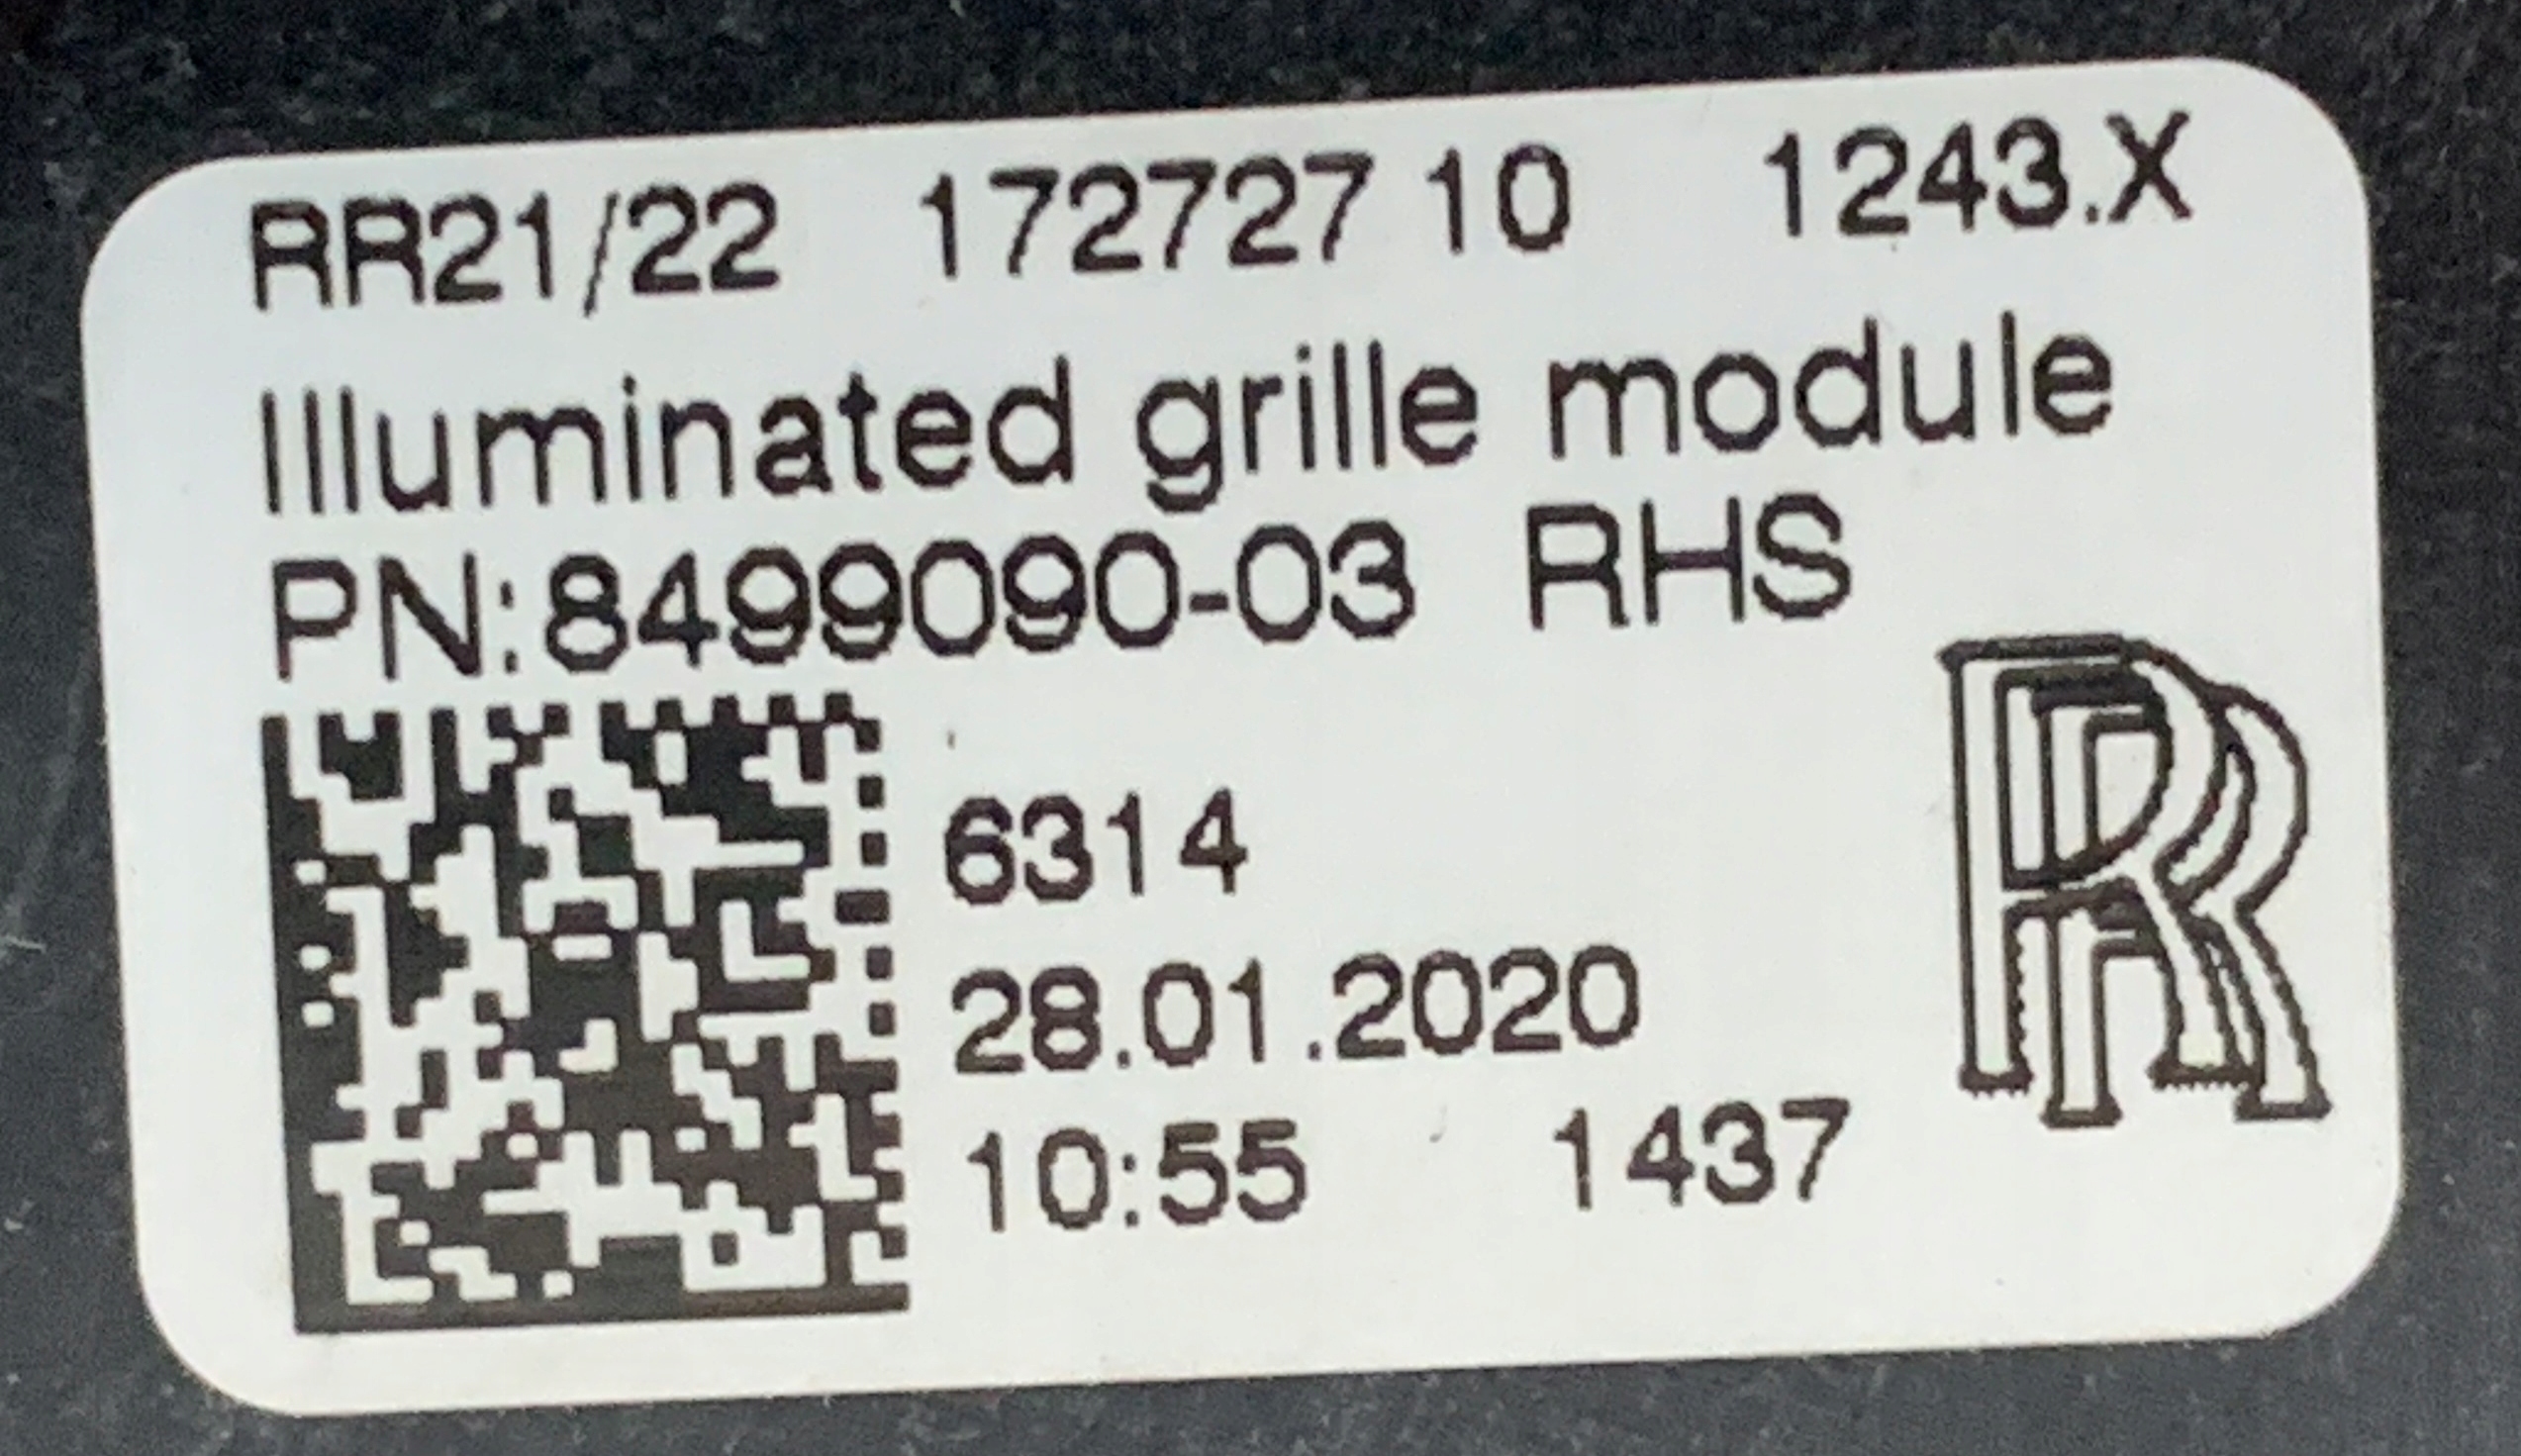 RR21/22 172727 10 1243.X
Illuminated grille module
PN:8499090-03 RHS
6314
28.01.2020
10:55 1437
RR